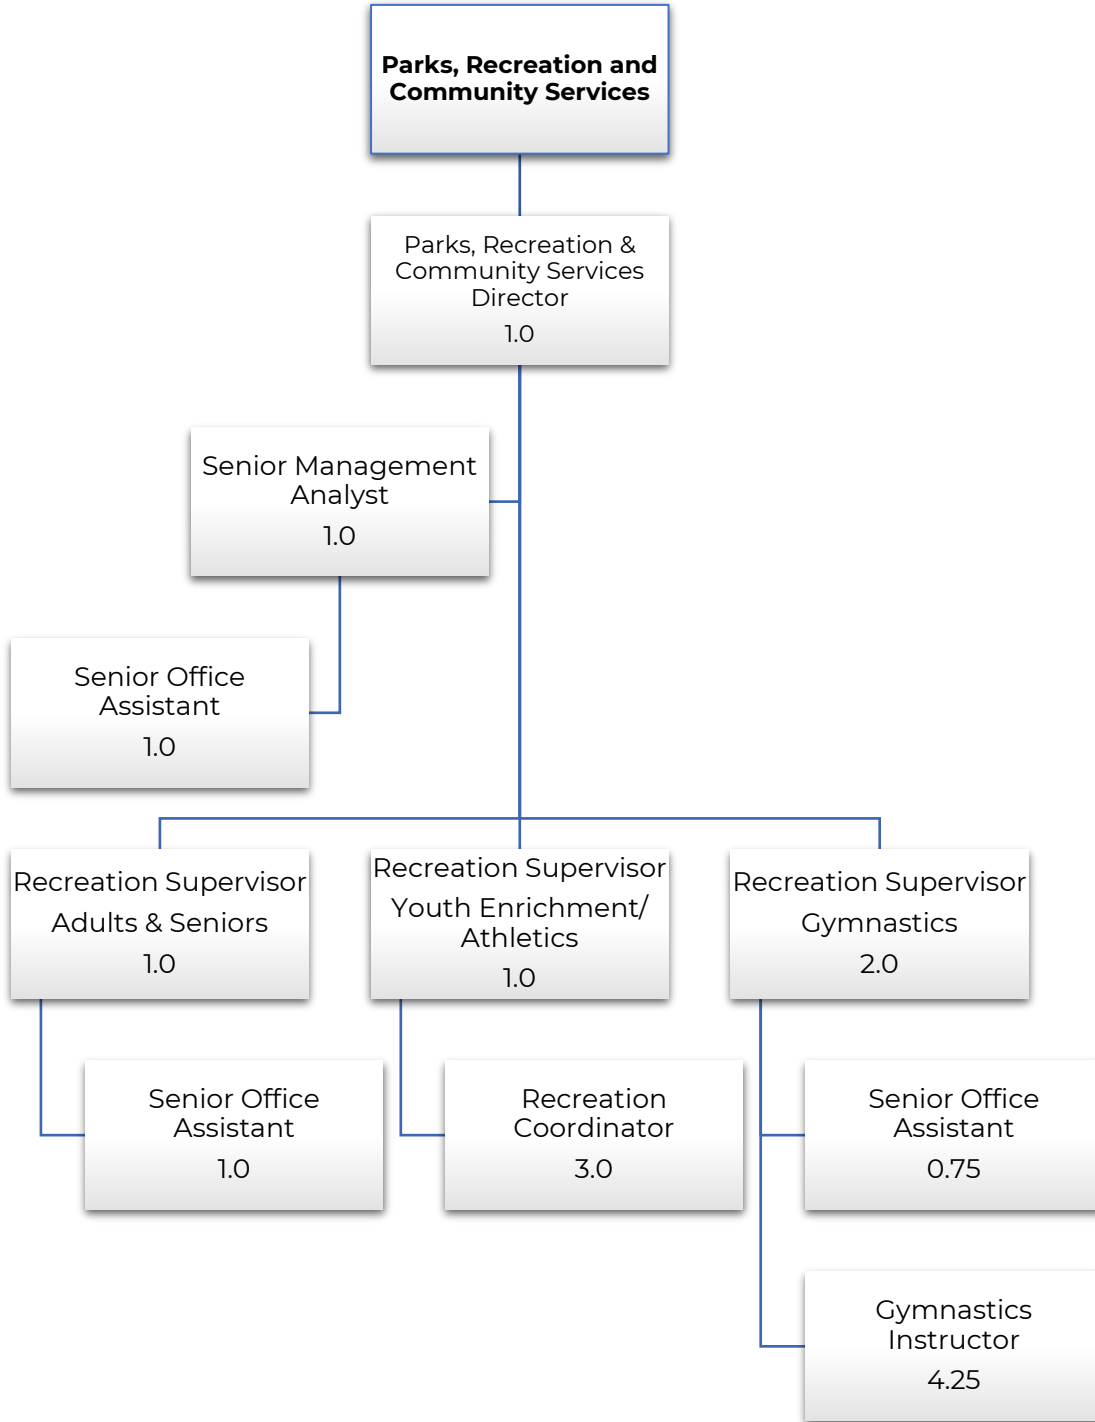 Parks, Recreation and
Community Services
Parks, Recreation &
Community Services
Director
1.0
Senior Management
Analyst
1.0
Senior Office
Assistant
1.0
Recreation Supervisor
Adults & Seniors
1.0
Recreation Supervisor
Youth Enrichment/
Athletics
1.0
Recreation Supervisor
Gymnastics
2.0
Senior Office
Assistant
1.0
Recreation
Coordinator
3.0
Senior Office
Assistant
0.75
Gymnastics
Instructor
4.25